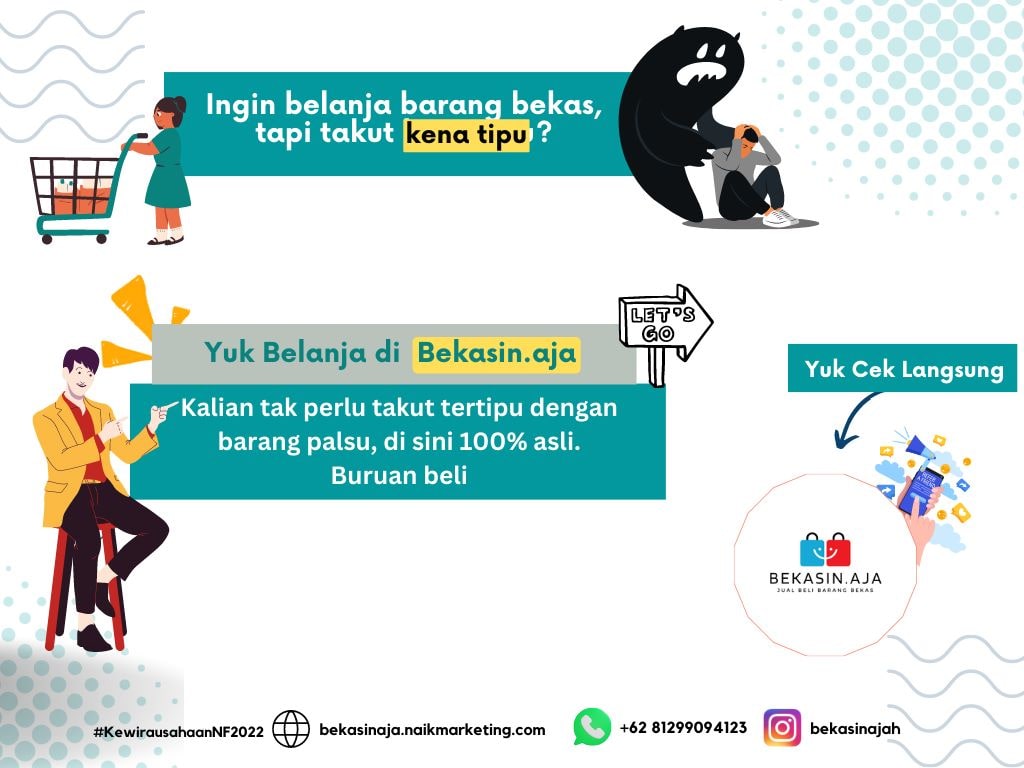 Ingin belanja barang bekas,
tapi takut kena tipu?
LET'S
GO
Yuk Belanja di Bekasin.aja
Kalian tak perlu takut tertipu dengan
barang palsu, di sini 100% asli.
Buruan beli
Yuk Cek Langsung
BEKASIN.AJA
JUAL BELI BARANG BEKAS
#KewirausahaanNF2022
bekasinaja.naikmarketing.com
+62 81299094123
bekasinajah